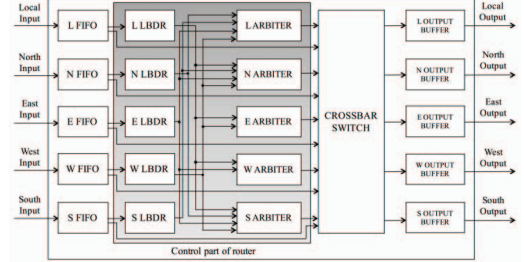 Local
Input
L FIFO
L LBDR
L ARBITER
L OUTPUT
BUFFER
Local
Output
North
Input
N FIFO
N LBDR
N ARBITER
N OUTPUT
BUFFER
North
Output
East
Input
E FIFO
E LBDR
E ARBITER
CROSSBAR
SWITCH
E OUTPUT
BUFFER
East
Output
West
Input
W FIFO
W LBDR
W ARBITER
W OUTPUT
BUFFER
West
Output
South
Input
S FIFO
S LBDR
S ARBITER
S OUTPUT
BUFFER
South
Output
Control part of router